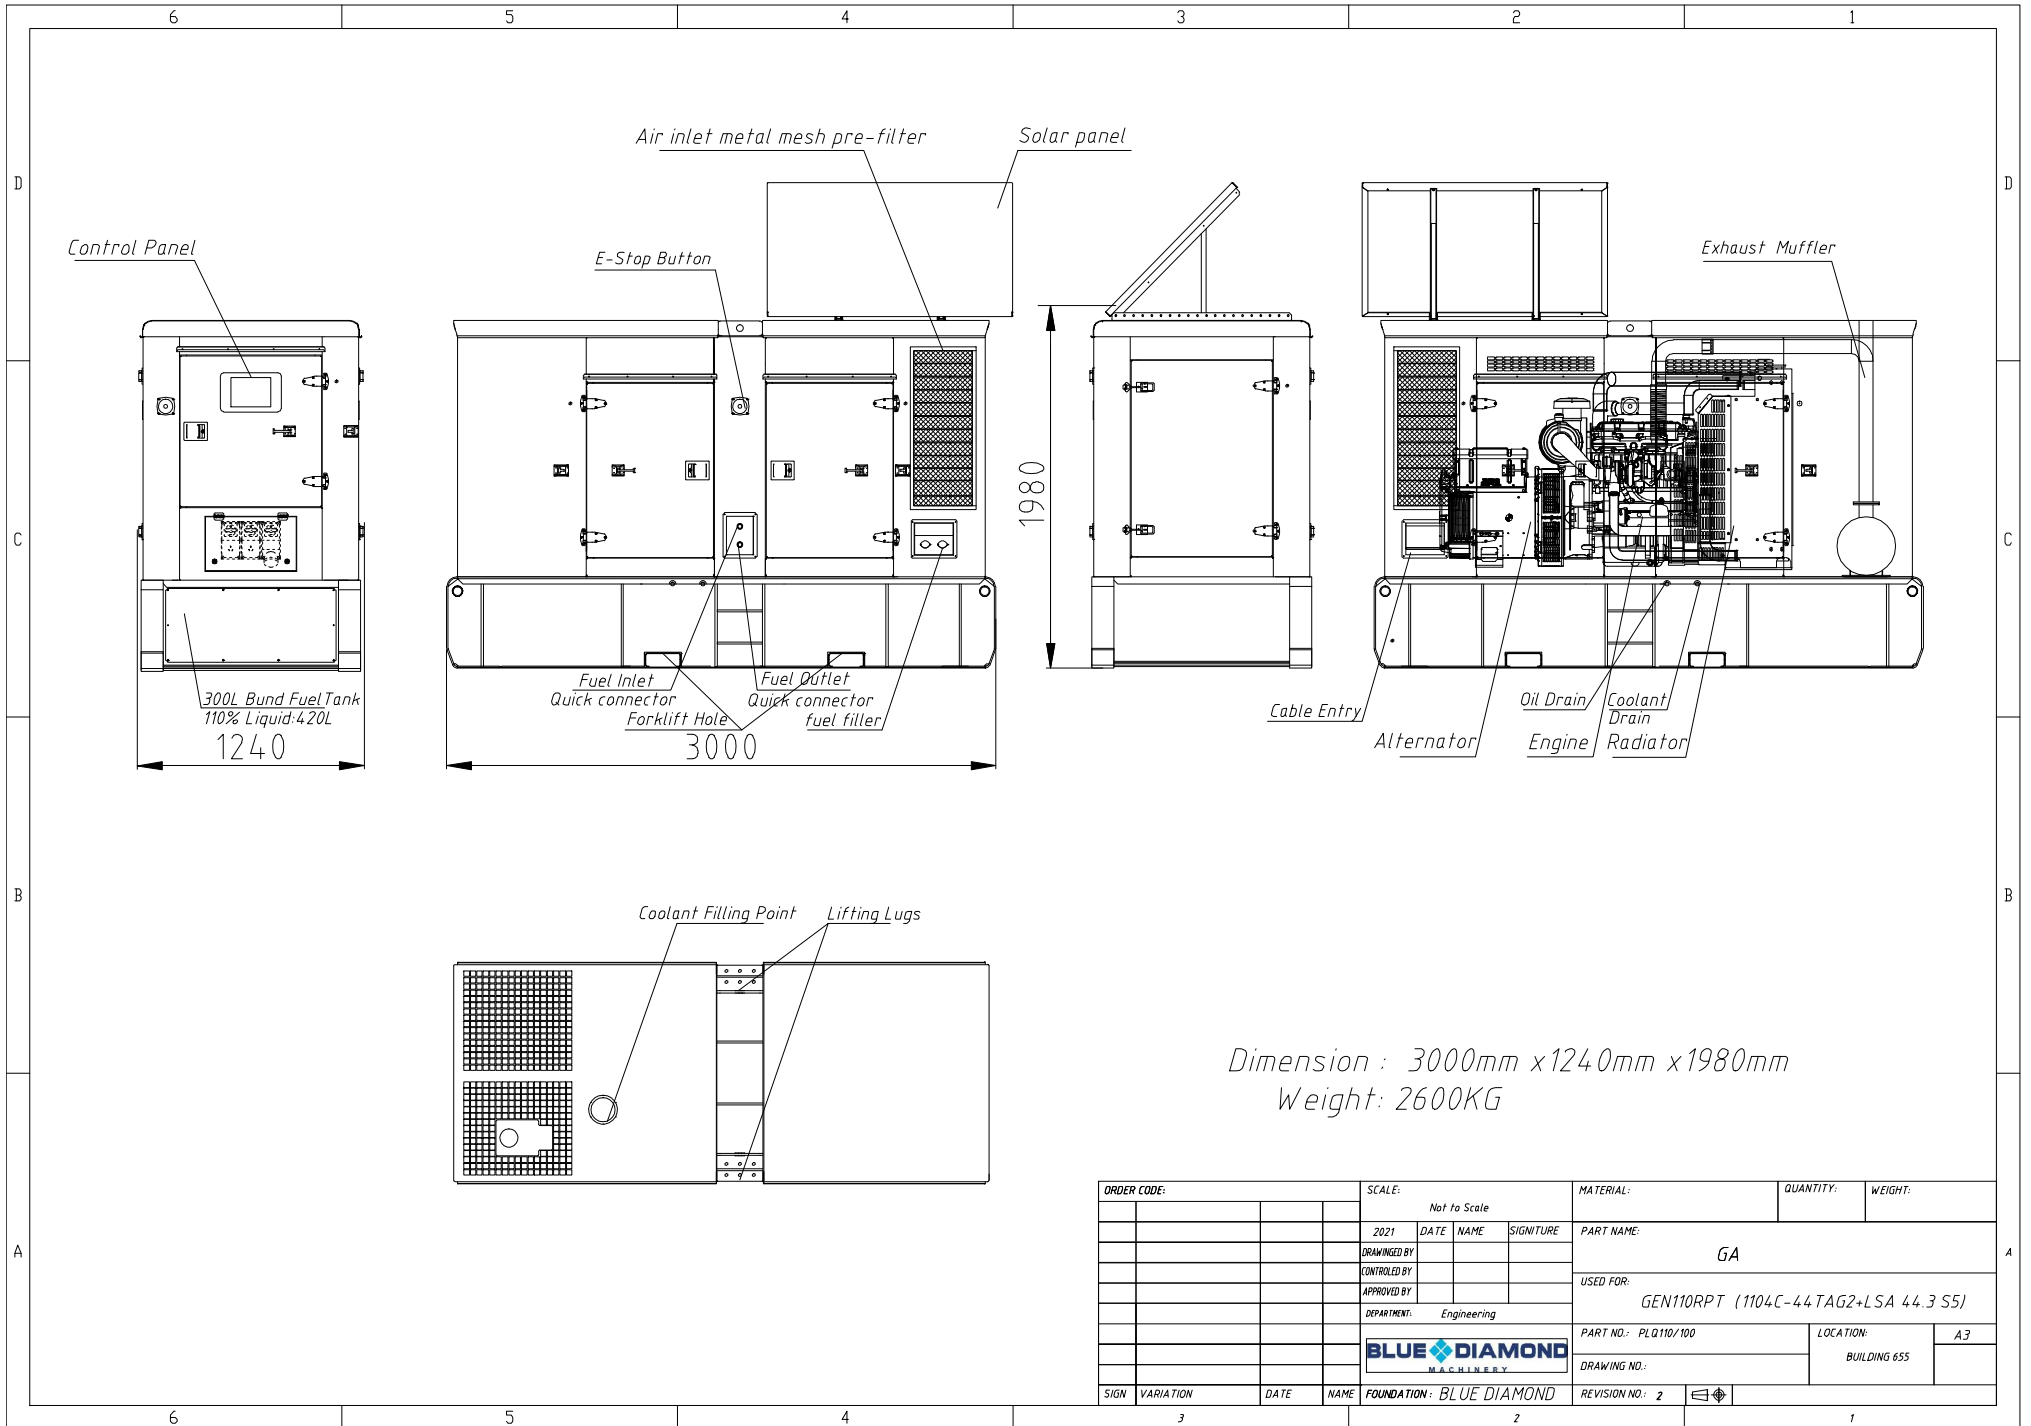 6 5 4 3 2 1
D D
C C
B B
A A
Air inlet metal mesh pre-filter
Solar panel
Control Panel
E-Stop Button
Exhaust Muffler
1980
300L Bund Fuel Tank
110% Liquid:420L
1240
Fuel Inlet
Quick connector
Fuel Outlet
Quick connector
Forklift Hole
fuel filler
3000
Cable Entry
Oil Drain
Coolant
Drain
Alternator
Engine
Radiator
Coolant Filling Point
Lifting Lugs
Dimension : 3000mm x1240mm x1980mm
Weight: 2600KG
ORDER CODE:
SCALE:
Not to Scale
MATERIAL:
QUANTITY:
WEIGHT:
2021 DATE NAME SIGNITURE
DRAWINGED BY
CONTROLED BY
APPROVED BY
DEPARTMENT: Engineering
PART NAME:
GA
USED FOR:
GEN110RPT (1104C-44TAG2+LSA 44.3 S5)
BLUE DIAMOND
MACHINERY
PART NO.: PLQ110/100
LOCATION:
BUILDING 655
A3
DRAWING NO.:
SIGN VARIATION DATE NAME
FOUNDATION : BLUE DIAMOND
REVISION NO.: 2
6 5 4 3 2 1